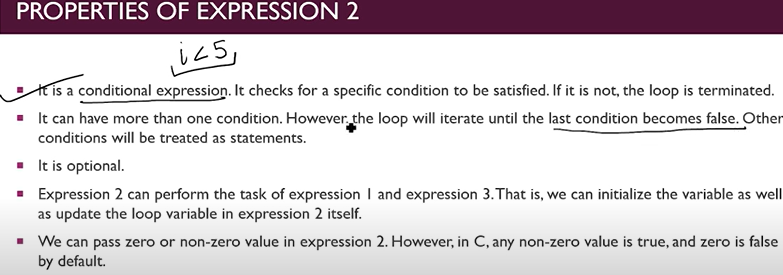 PROPERTIES OF EXPRESSION 2
i<5
It is a conditional expression. It checks for a specific condition to be satisfied. If it is not, the loop is terminated.
It can have more than one condition. However, the loop will iterate until the last condition becomes false. Other
conditions will be treated as statements.
It is optional.
Expression 2 can perform the task of expression 1 and expression 3. That is, we can initialize the variable as well
as update the loop variable in expression 2 itself.
We can pass zero or non-zero value in expression 2. However, in C, any non-zero value is true, and zero is false
by default.